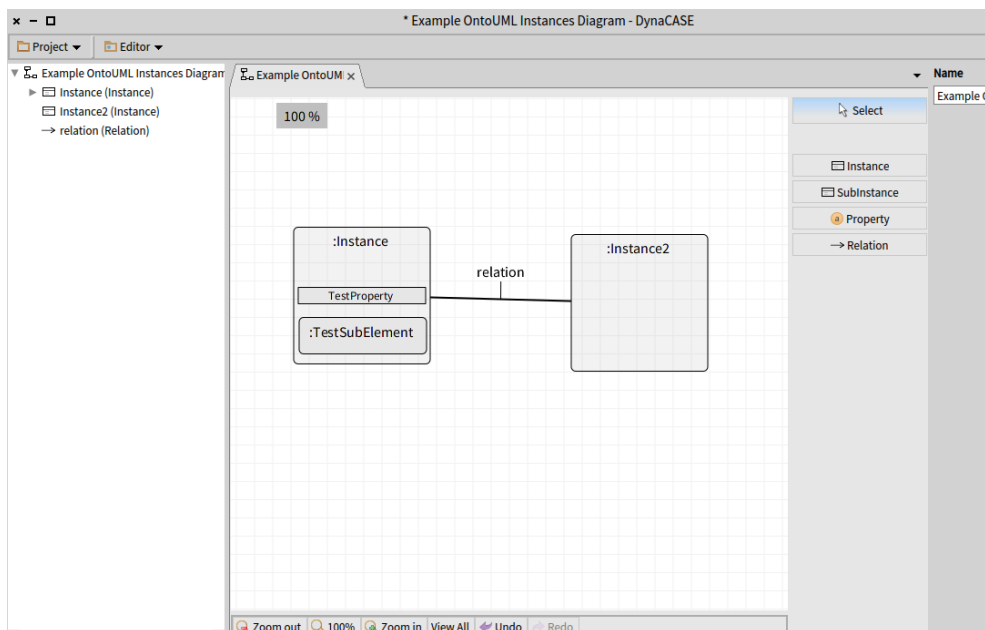 * Example OntoUML Instances Diagram - DynaCASE
Project
Editor
Example OntoUML Instances Diagram
Instance (Instance)
Instance2 (Instance)
relation (Relation)
Example OntoUM
100 %
:Instance
TestProperty
:TestSubElement
relation
:Instance2
Select
Instance
SubInstance
a Property
Relation
Name
Example O
Zoom out 100% Zoom in View All Undo Redo